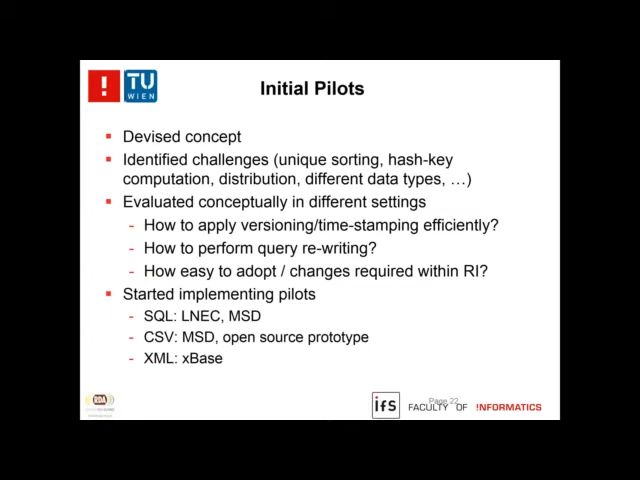 !
TU
WIEN
Initial Pilots
Devised concept
Identified challenges (unique sorting, hash-key
computation, distribution, different data types, …)
Evaluated conceptually in different settings
- How to apply versioning/time-stamping efficiently?
- How to perform query re-writing?
- How easy to adopt / changes required within RI?
Started implementing pilots
- SQL: LNEC, MSD
- CSV: MSD, open source prototype
- XML: xBase
RDA
ifs
Page 22
FACULTY OF !NFORMATICS